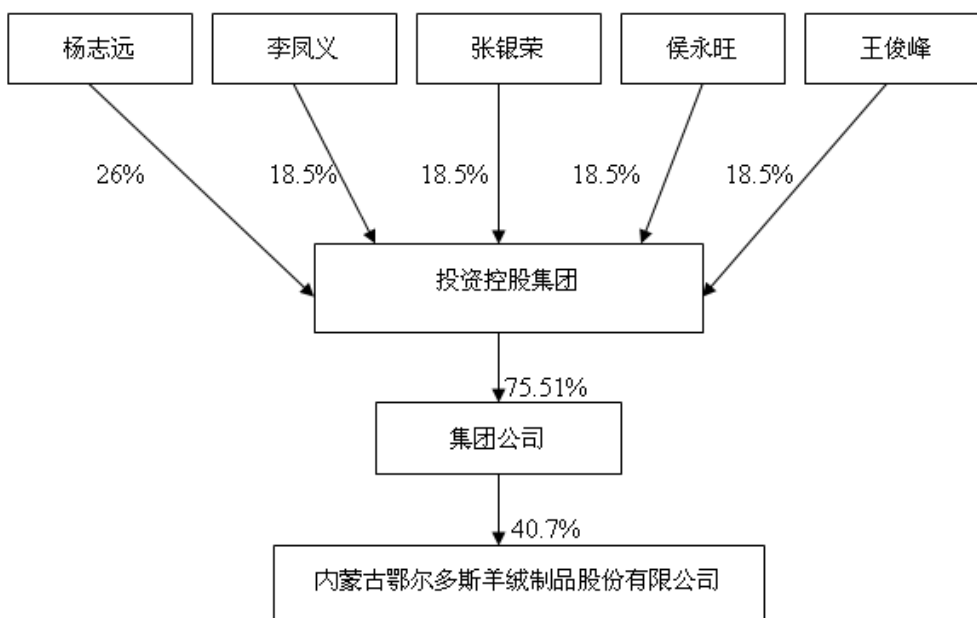 杨志远
李凤义
张银荣
侯永旺
王俊峰
26%
18.5%
18.5%
18.5%
18.5%
投资控股集团
75.51%
集团公司
40.7%
内蒙古鄂尔多斯羊绒制品股份有限公司